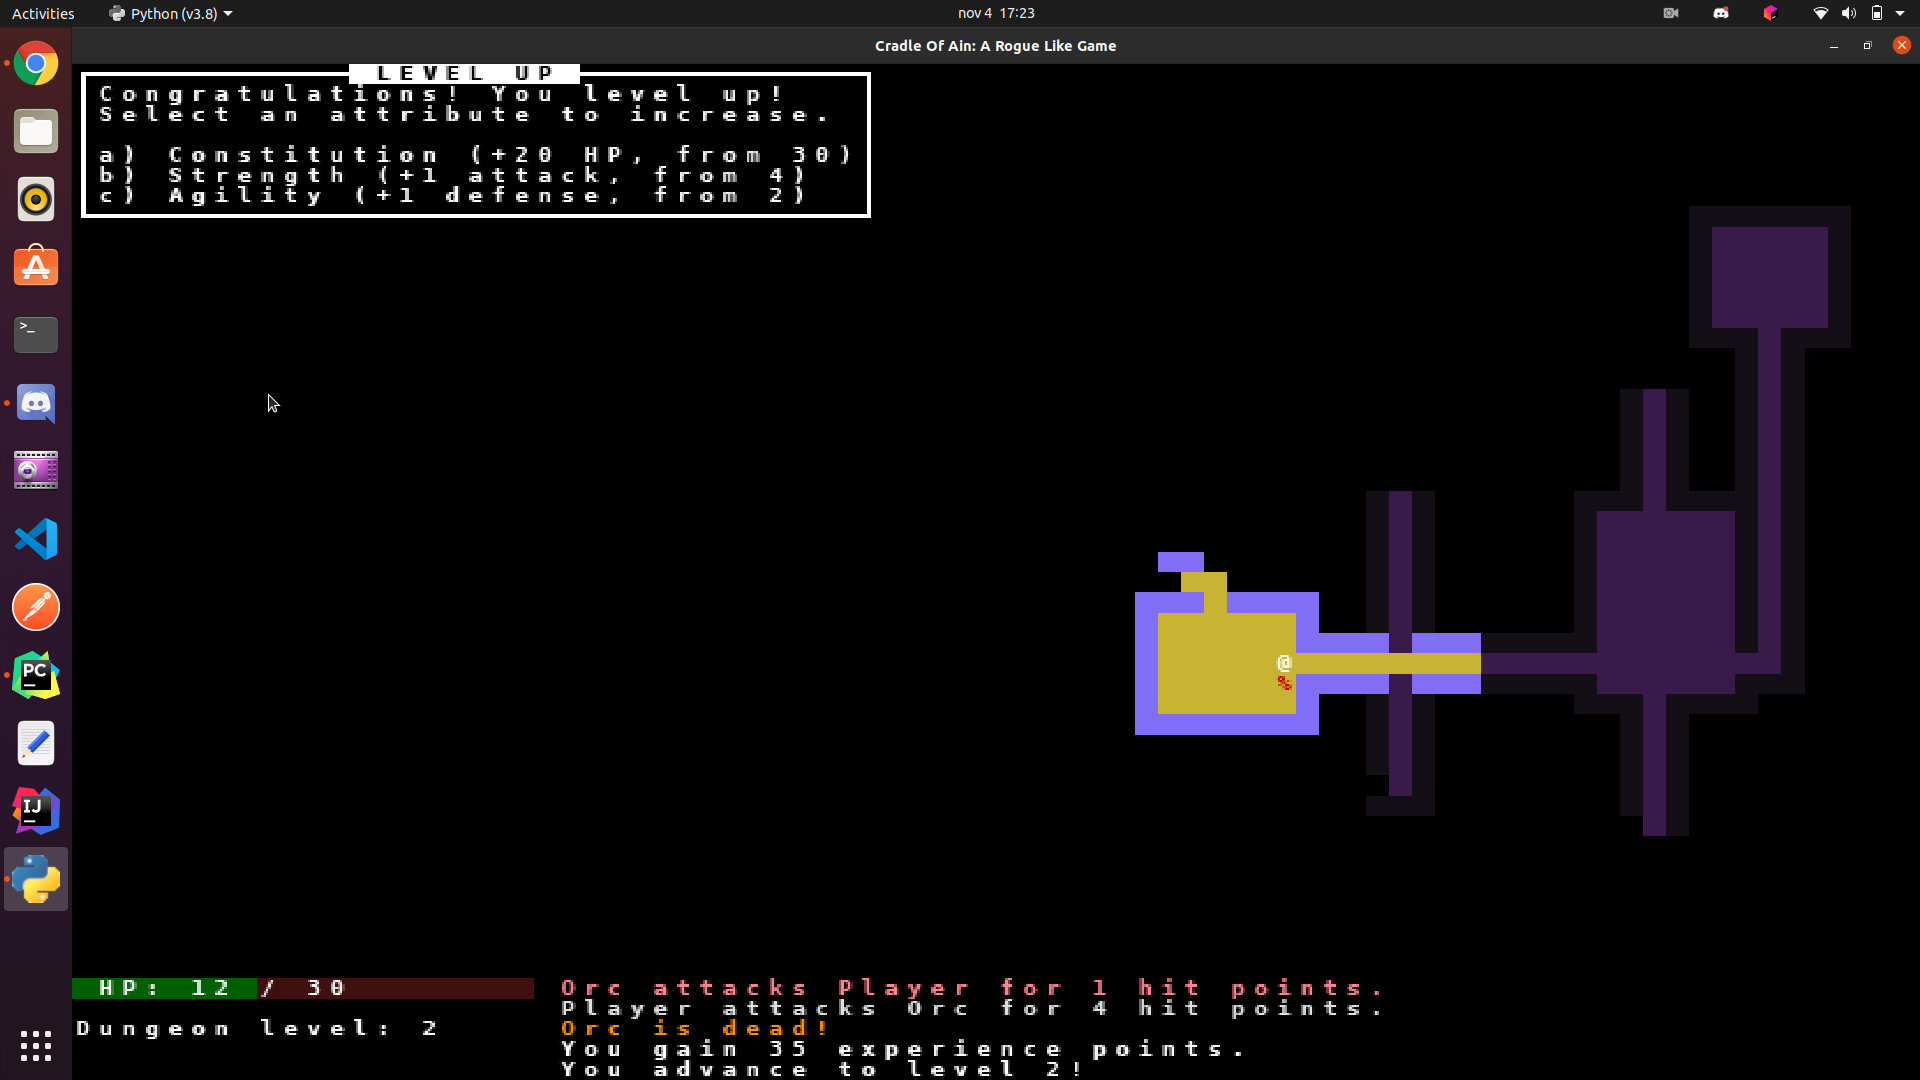 Activities
Python (v3.8)
nov 4 17:23
Cradle Of Ain: A Rogue Like Game
LEVEL UP
Congratulations! You level up!
Select an attribute to increase.
a) Constitution (+20 HP, from 30)
b) Strength (+1 attack, from 4)
c) Agility (+1 defense, from 2)
>_
PC
IJ
@
%
HP: 12 / 30
Dungeon level: 2
Orc attacks Player for 1 hit points.
Player attacks Orc for 4 hit points.
Orc is dead!
You gain 35 experience points.
You advance to level 2!